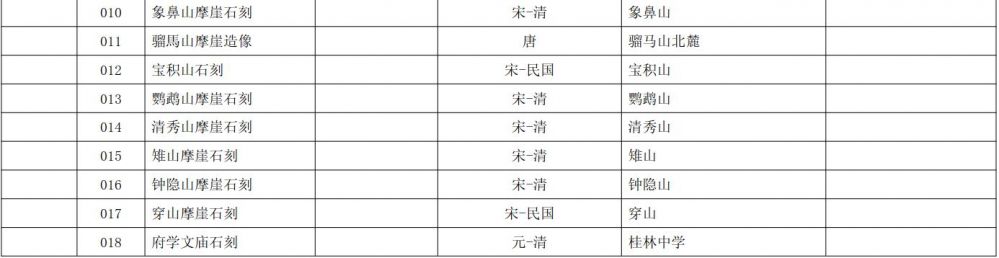 010 象鼻山摩崖石刻 宋-清 象鼻山
011 骝馬山摩崖造像 唐 骝马山北麓
012 宝积山石刻 宋-民国 宝积山
013 鹦鹉山摩崖石刻 宋-清 鹦鹉山
014 清秀山摩崖石刻 宋-清 清秀山
015 雉山摩崖石刻 宋-清 雉山
016 钟隐山摩崖石刻 宋-清 钟隐山
017 穿山摩崖石刻 宋-民国 穿山
018 府学文庙石刻 元-清 桂林中学